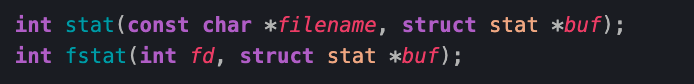 int stat(const char *filename, struct stat *buf);
int fstat(int fd, struct stat *buf);